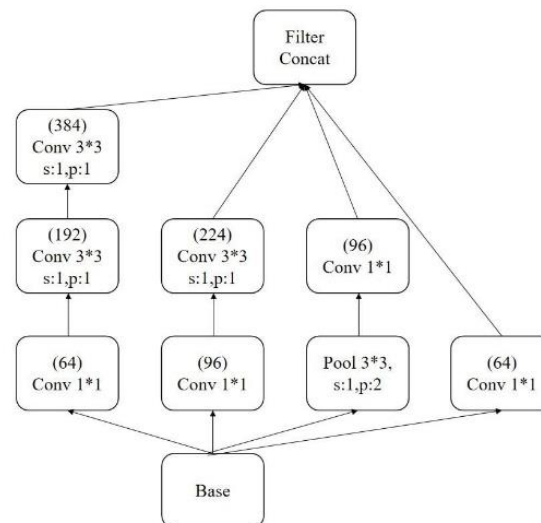 Filter
Concat
(384)
Conv 3*3
s:1,p:1
(192)
Conv 3*3
s:1,p:1
(224)
Conv 3*3
s:1,p:1
(96)
Conv 1*1
(64)
Conv 1*1
(96)
Conv 1*1
Pool 3*3,
s:1,p:2
(64)
Conv 1*1
Base